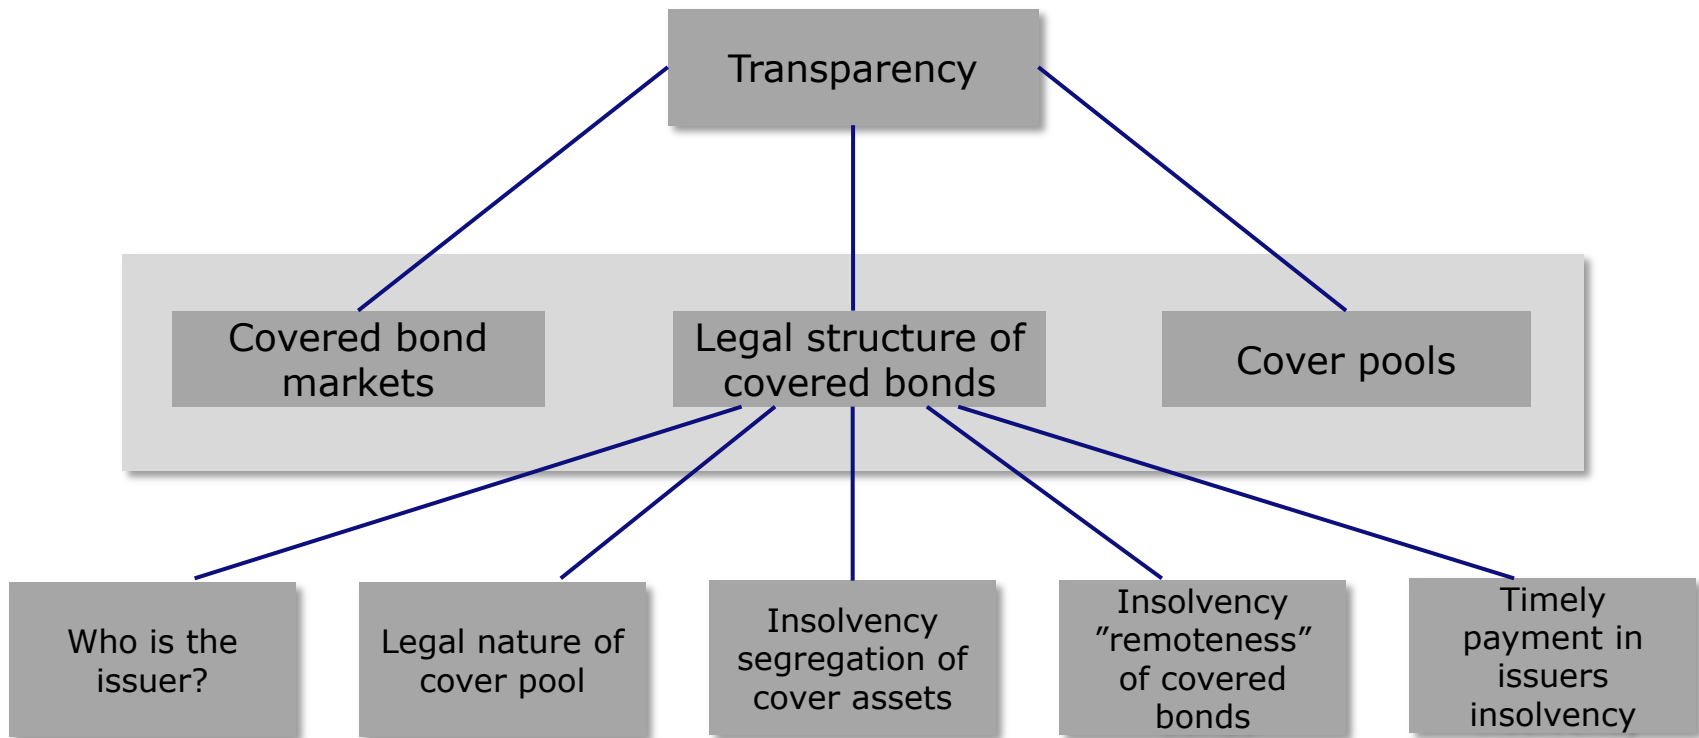 Transparency
Covered bond
markets
Legal structure of
covered bonds
Cover pools
Who is the
issuer?
Legal nature of
cover pool
Insolvency
segregation of
cover assets
Insolvency
”remoteness”
of covered
bonds
Timely
payment in
issuers
insolvency